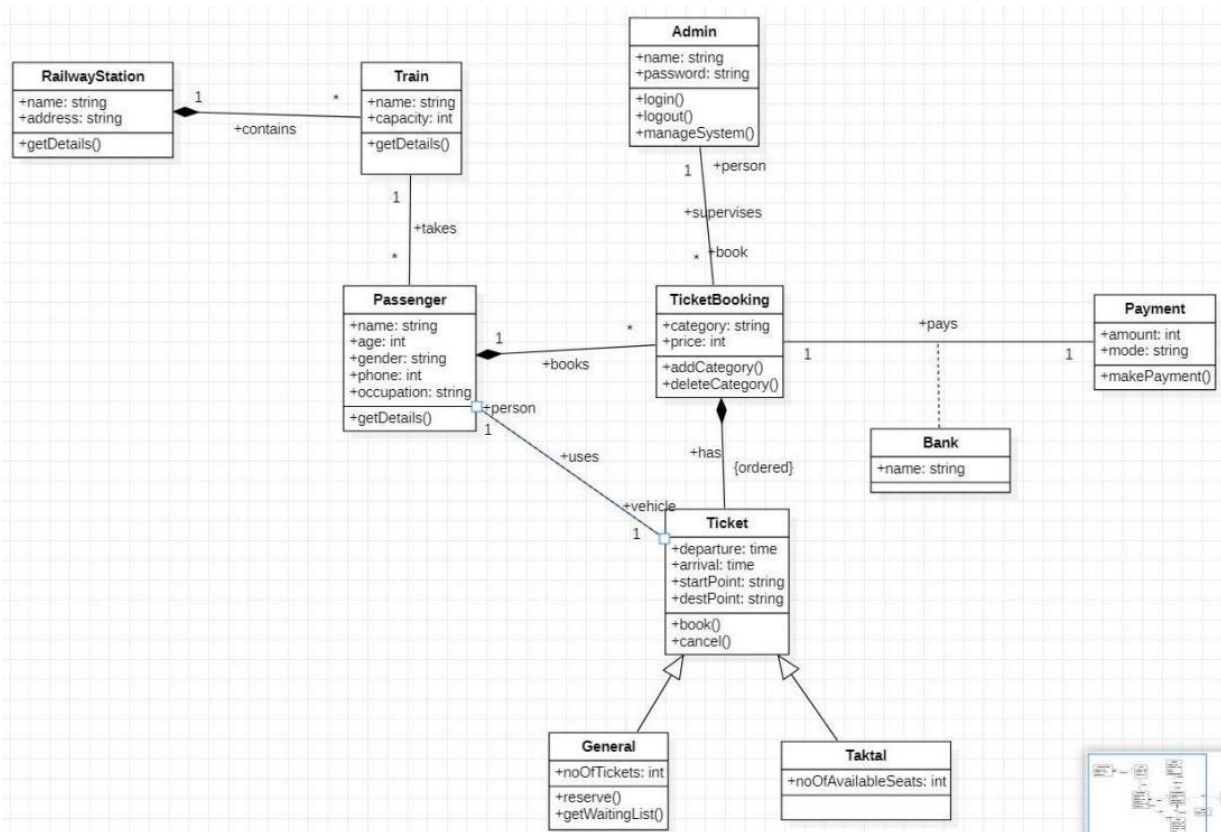 Admin
+name: string
+password: string
+login()
+logout()
+manageSystem()
RailwayStation
+name: string
+address: string
+getDetails()
1
*
+contains
Train
+name: string
+capacity: int
+getDetails()
1
+takes
*
1
+person
+supervises
*
+book
Passenger
+name: string
+age: int
+gender: string
+phone: int
+occupation: string
+getDetails()
1
*
+books
TicketBooking
+category: string
+price: int
+addCategory()
+deleteCategory()
+pays
1
1
Payment
+amount: int
+mode: string
+makePayment()
Bank
+name: string
+person
1
+uses
+vehicle
1
+has
{ordered}
Ticket
+departure: time
+arrival: time
+startPoint: string
+destPoint: string
+book()
+cancel()
General
+noOfTickets: int
+reserve()
+getWaitingList()
Taktal
+noOfAvailableSeats: int